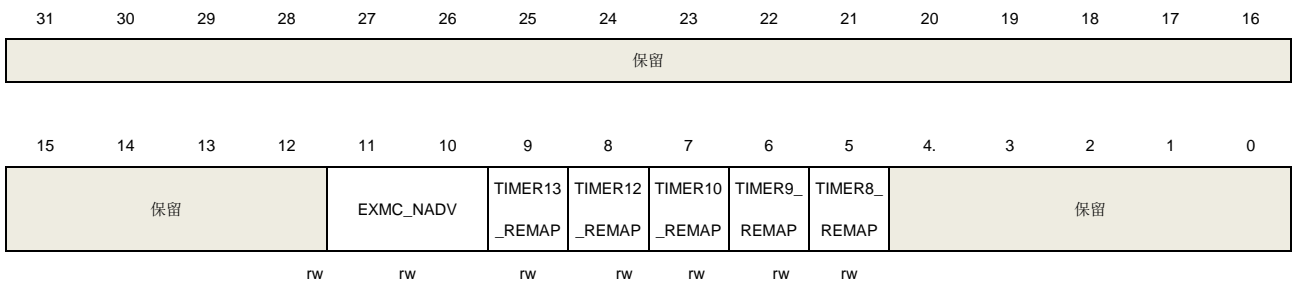 31 30 29 28 27 26 25 24 23 22 21 20 19 18 17 16
保留
15 14 13 12 11 10 9 8 7 6 5 4. 3 2 1 0
保留 EXMC_NADV TIMER13 _REMAP TIMER12 _REMAP TIMER10 _REMAP TIMER9_ REMAP TIMER8_ REMAP 保留
rw rw rw rw rw rw rw